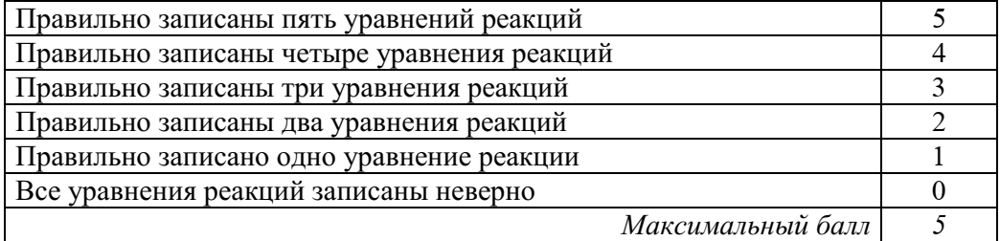 Правильно записаны пять уравнений реакций 5
Правильно записаны четыре уравнения реакций 4
Правильно записаны три уравнения реакций 3
Правильно записаны два уравнения реакций 2
Правильно записано одно уравнение реакции 1
Все уравнения реакций записаны неверно 0
Максимальный балл 5